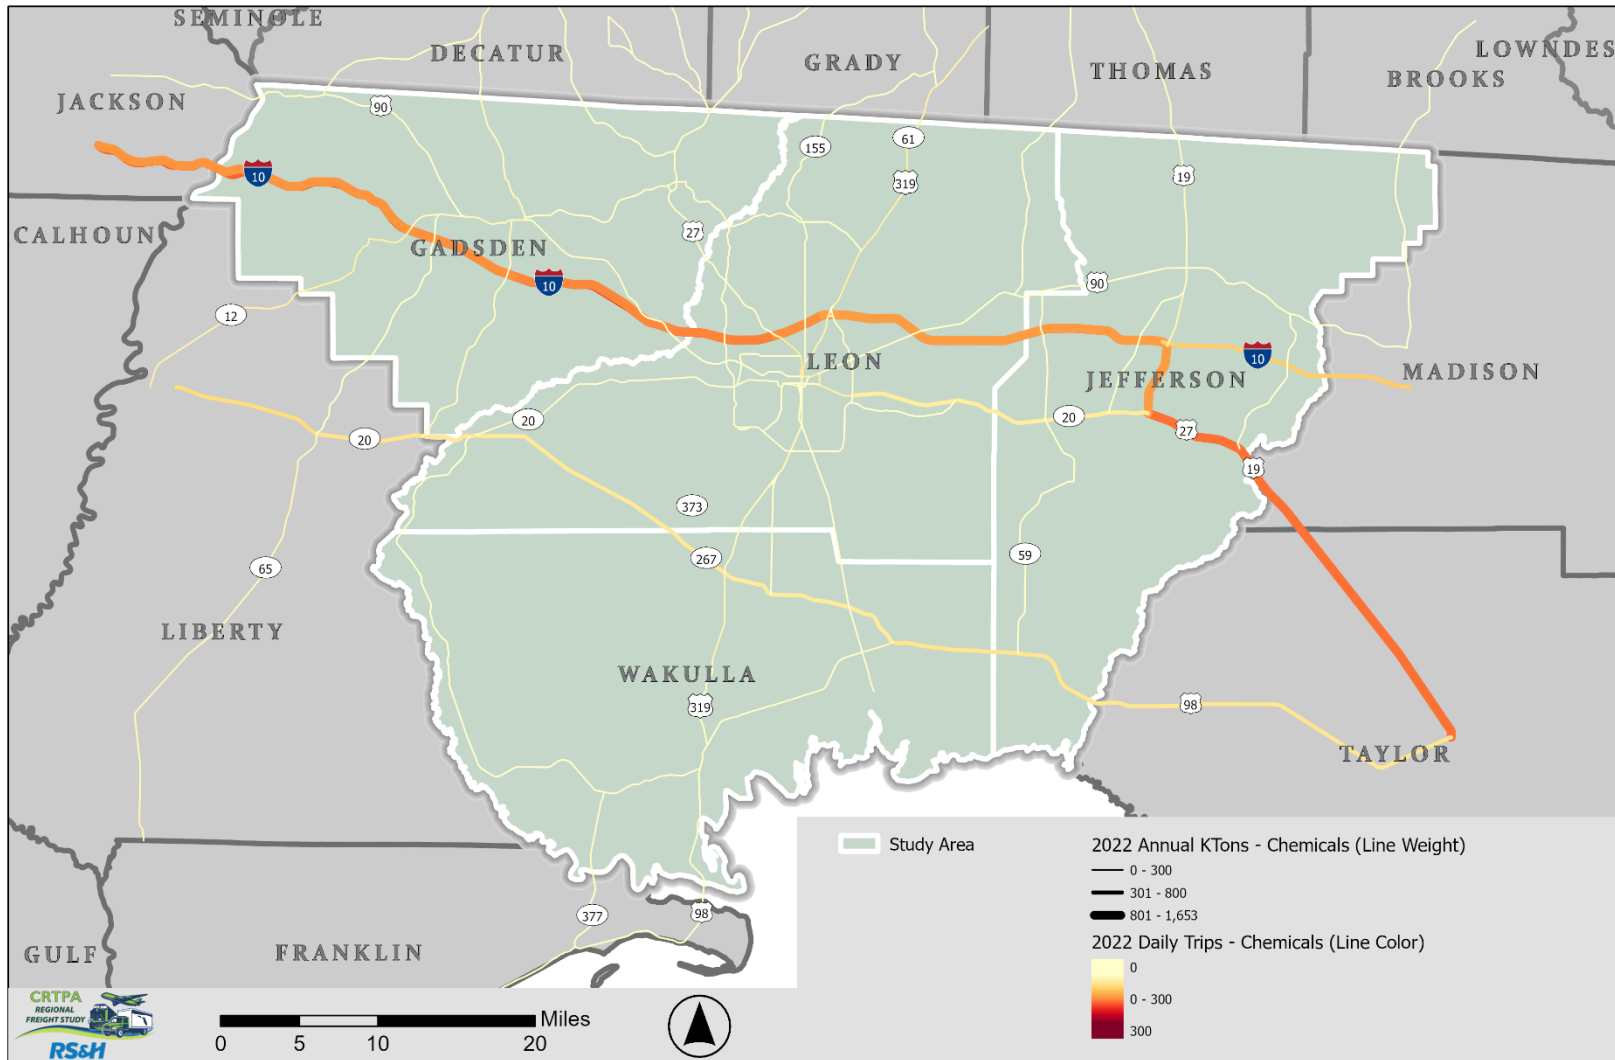 SEMINOLE
DECATUR
GRADY
THOMAS
LOWNDES
BROOKS
JACKSON
90
155
61
319
19
10
CALHOUN
27
GADSDEN
10
90
12
LEON
10
JEFFERSON
MADISON
20
20
20
27
19
373
267
59
65
LIBERTY
WAKULLA
319
98
TAYLOR
377
98
GULF
FRANKLIN
Study Area
2022 Annual KTons - Chemicals (Line Weight)
0 - 300
301 - 800
801 - 1,653
2022 Daily Trips - Chemicals (Line Color)
0
0 - 300
300
CRTPA
REGIONAL
FREIGHT STUDY
RS&H
Miles
0 5 10 20